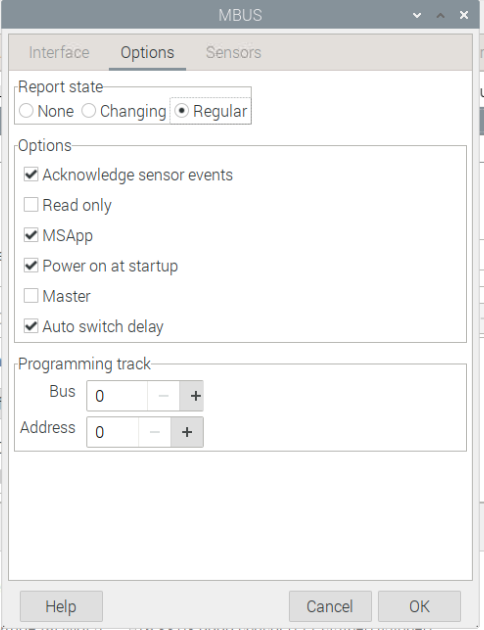 MBUS
Interface Options Sensors
Report state
None Changing Regular
Options
Acknowledge sensor events
Read only
MSApp
Power on at startup
Master
Auto switch delay
Programming track
Bus 0 − +
Address 0 − +
Help Cancel OK